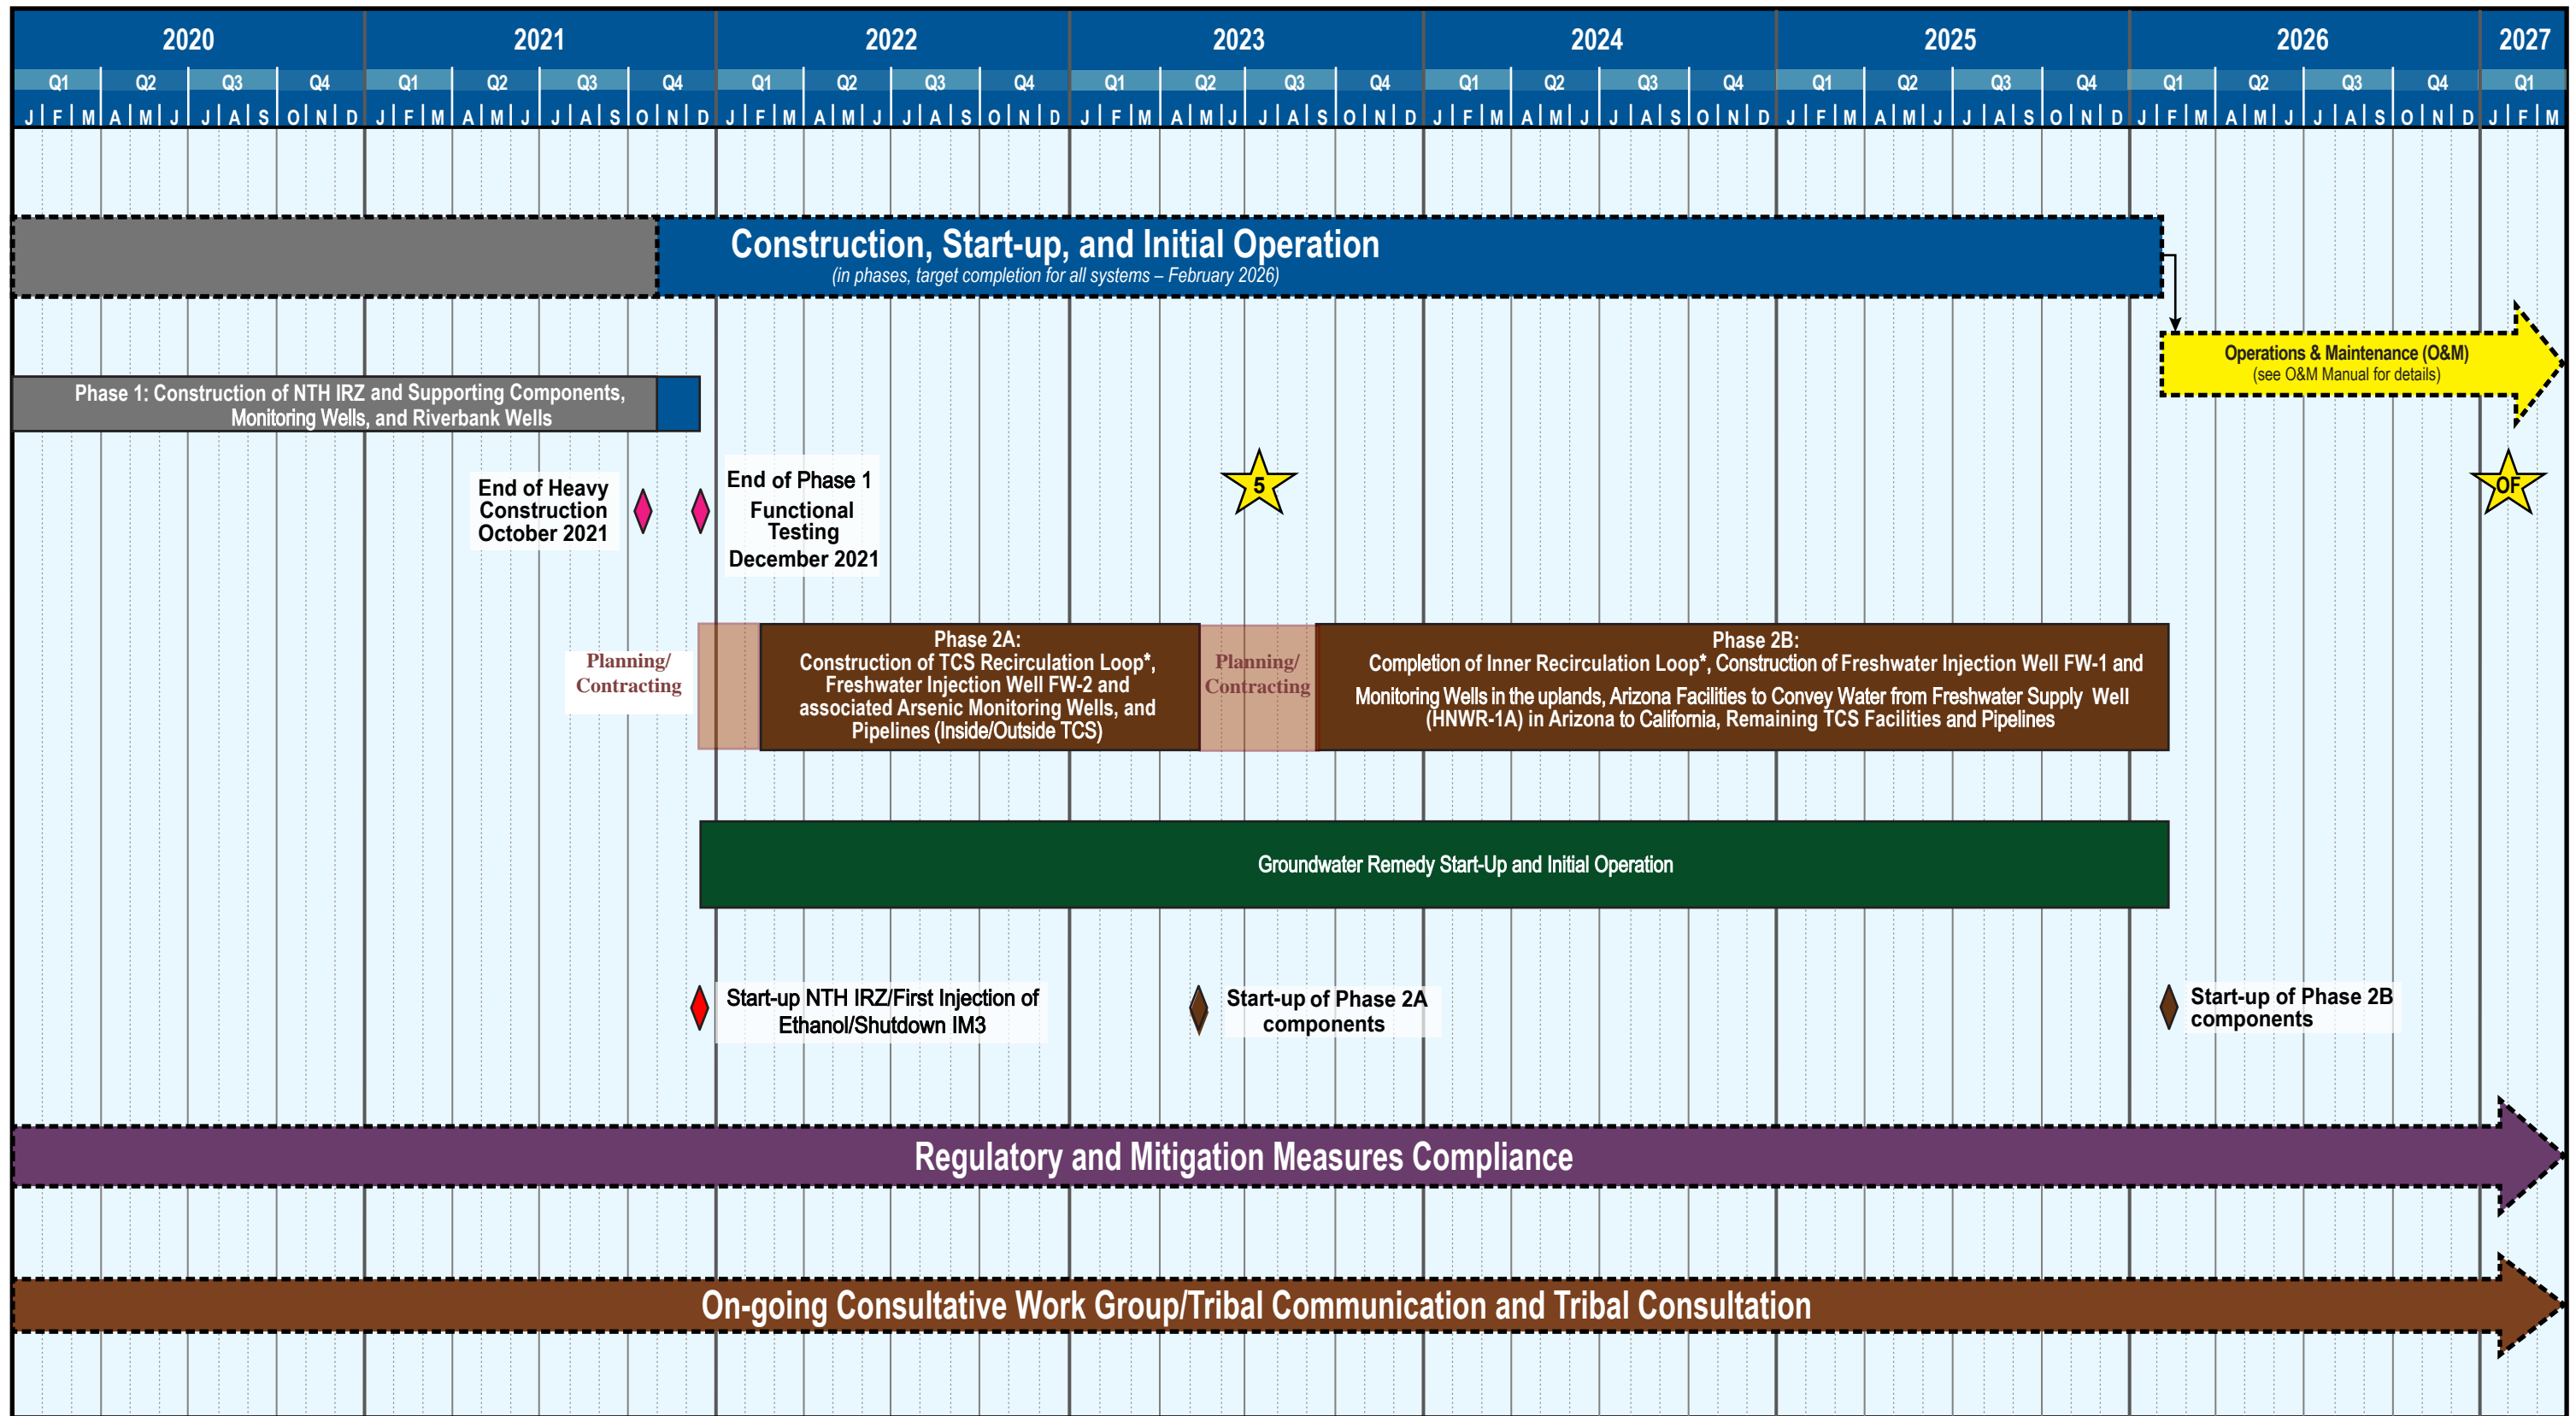 2020 2021 2022 2023 2024 2025 2026 2027
Q1 Q2 Q3 Q4 Q1 Q2 Q3 Q4 Q1 Q2 Q3 Q4 Q1 Q2 Q3 Q4 Q1 Q2 Q3 Q4 Q1 Q2 Q3 Q4 Q1 Q2 Q3 Q4 Q1
J F M A M J J A S O N D J F M A M J J A S O N D J F M A M J J A S O N D J F M A M J J A S O N D J F M A M J J A S O N D J F M A M J J A S O N D J F M A M J J A S O N D J F M
Construction, Start-up, and Initial Operation
(in phases, target completion for all systems – February 2026)
Operations & Maintenance (O&M)
(see O&M Manual for details)
Phase 1: Construction of NTH IRZ and Supporting Components,
Monitoring Wells, and Riverbank Wells
End of Heavy
Construction
October 2021
End of Phase 1
Functional
Testing
December 2021
5
OF
Planning/
Contracting
Phase 2A:
Construction of TCS Recirculation Loop*,
Freshwater Injection Well FW-2 and
associated Arsenic Monitoring Wells, and
Pipelines (Inside/Outside TCS)
Planning/
Contracting
Phase 2B:
Completion of Inner Recirculation Loop*, Construction of Freshwater Injection Well FW-1 and
Monitoring Wells in the uplands, Arizona Facilities to Convey Water from Freshwater Supply Well
(HNWR-1A) in Arizona to California, Remaining TCS Facilities and Pipelines
Groundwater Remedy Start-Up and Initial Operation
Start-up NTH IRZ/First Injection of
Ethanol/Shutdown IM3
Start-up of Phase 2A
components
Start-up of Phase 2B
components
Regulatory and Mitigation Measures Compliance
On-going Consultative Work Group/Tribal Communication and Tribal Consultation